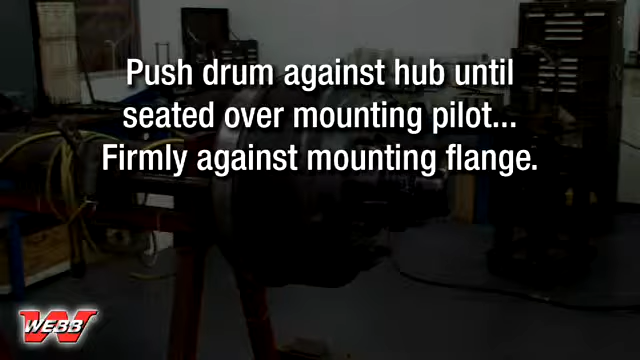 Push drum against hub until
seated over mounting pilot...
Firmly against mounting flange.
WEBB